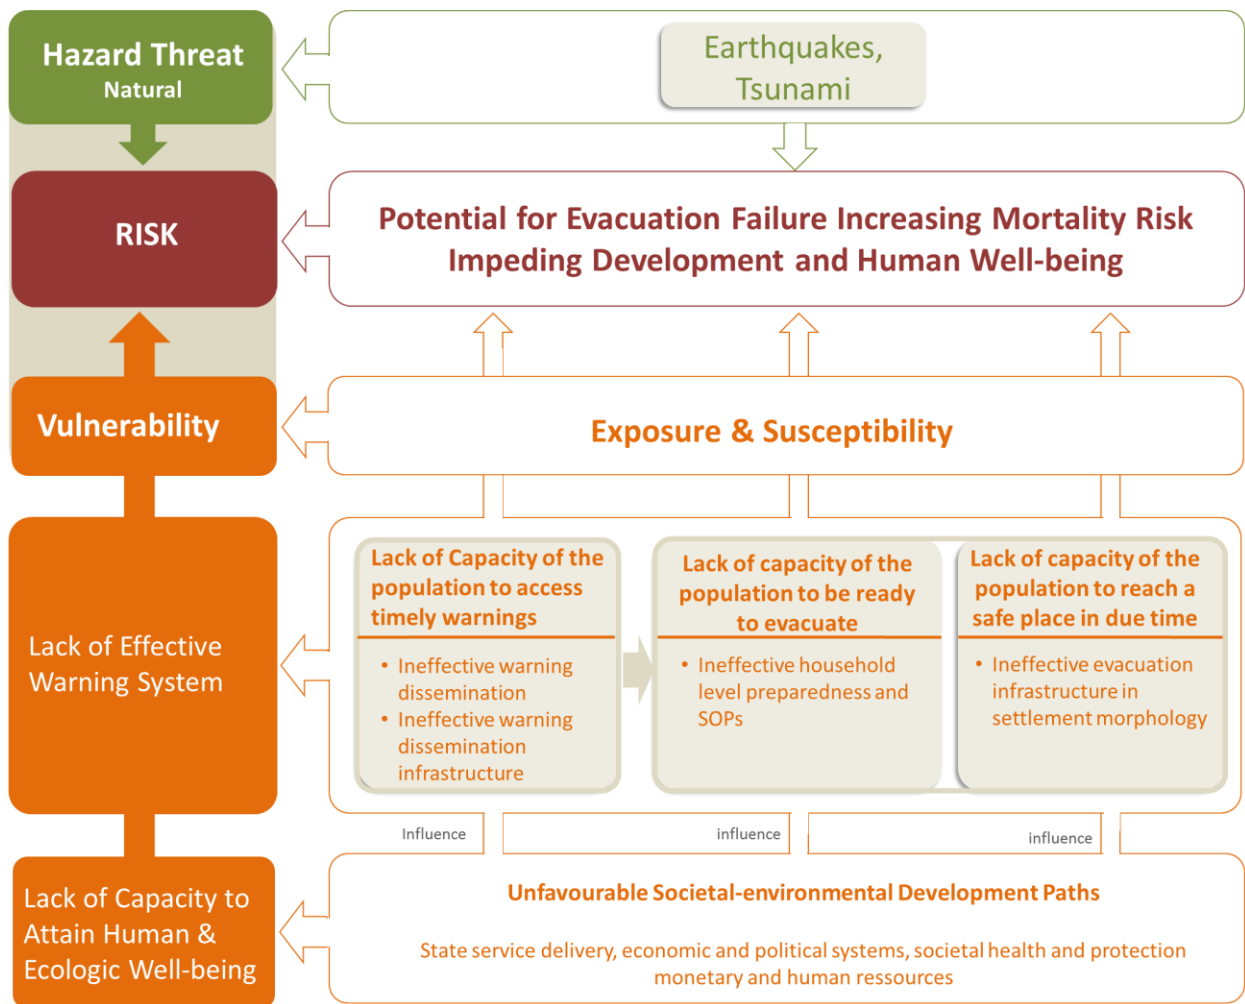 Hazard Threat
Natural
Earthquakes,
Tsunami
RISK
Potential for Evacuation Failure Increasing Mortality Risk
Impeding Development and Human Well-being
Vulnerability
Exposure & Susceptibility
Lack of Effective
Warning System
Lack of Capacity of the
population to access
timely warnings
• Ineffective warning
dissemination
• Ineffective warning
dissemination
infrastructure
Lack of capacity of the
population to be ready
to evacuate
• Ineffective household
level preparedness and
SOPs
Lack of capacity of the
population to reach a
safe place in due time
• Ineffective evacuation
infrastructure in
settlement morphology
Influence
influence
influence
Lack of Capacity to
Attain Human &
Ecologic Well-being
Unfavourable Societal-environmental Development Paths
State service delivery, economic and political systems, societal health and protection
monetary and human ressources